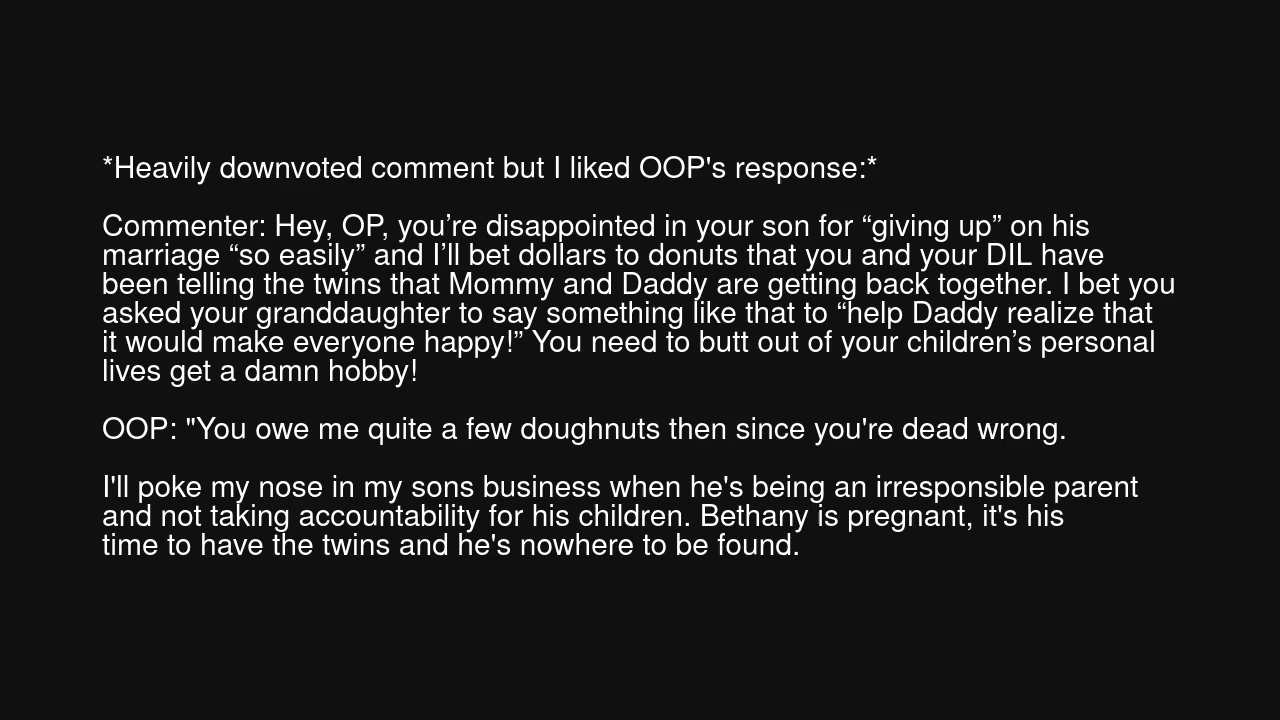 *Heavily downvoted comment but I liked OOP's response:*
Commenter: Hey, OP, you’re disappointed in your son for “giving up” on his
marriage “so easily” and I’ll bet dollars to donuts that you and your DIL have
been telling the twins that Mommy and Daddy are getting back together. I bet you
asked your granddaughter to say something like that to “help Daddy realize that
it would make everyone happy!” You need to butt out of your children’s personal
lives get a damn hobby!
OOP: "You owe me quite a few doughnuts then since you're dead wrong.
I'll poke my nose in my sons business when he's being an irresponsible parent
and not taking accountability for his children. Bethany is pregnant, it's his
time to have the twins and he's nowhere to be found.